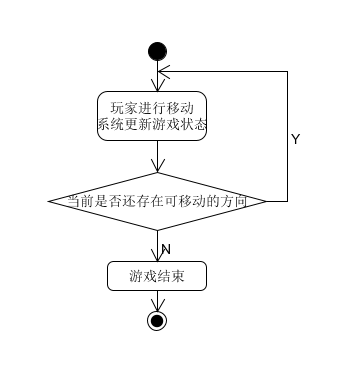 玩家进行移动
系统更新游戏状态
Y
当前是否还存在可移动的方向
N
游戏结束